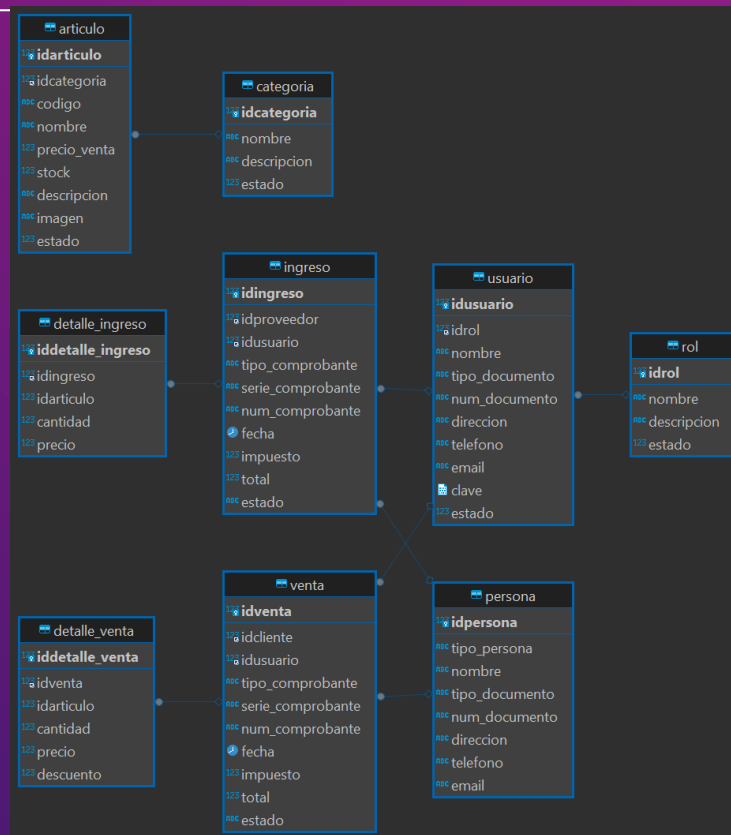 articulo
idarticulo
idcategoria
codigo
nombre
precio_venta
stock
descripcion
imagen
estado
categoria
idcategoria
nombre
descripcion
estado
ingreso
idingreso
idproveedor
idusuario
tipo_comprobante
serie_comprobante
num_comprobante
fecha
impuesto
total
estado
usuario
idusuario
idrol
nombre
tipo_documento
num_documento
direccion
telefono
email
clave
estado
rol
idrol
nombre
descripcion
estado
detalle_ingreso
iddetalle_ingreso
idingreso
idarticulo
cantidad
precio
venta
idventa
idcliente
idusuario
tipo_comprobante
serie_comprobante
num_comprobante
fecha
impuesto
total
estado
persona
idpersona
tipo_persona
nombre
tipo_documento
num_documento
direccion
telefono
email
detalle_venta
iddetalle_venta
idventa
idarticulo
cantidad
precio
descuento